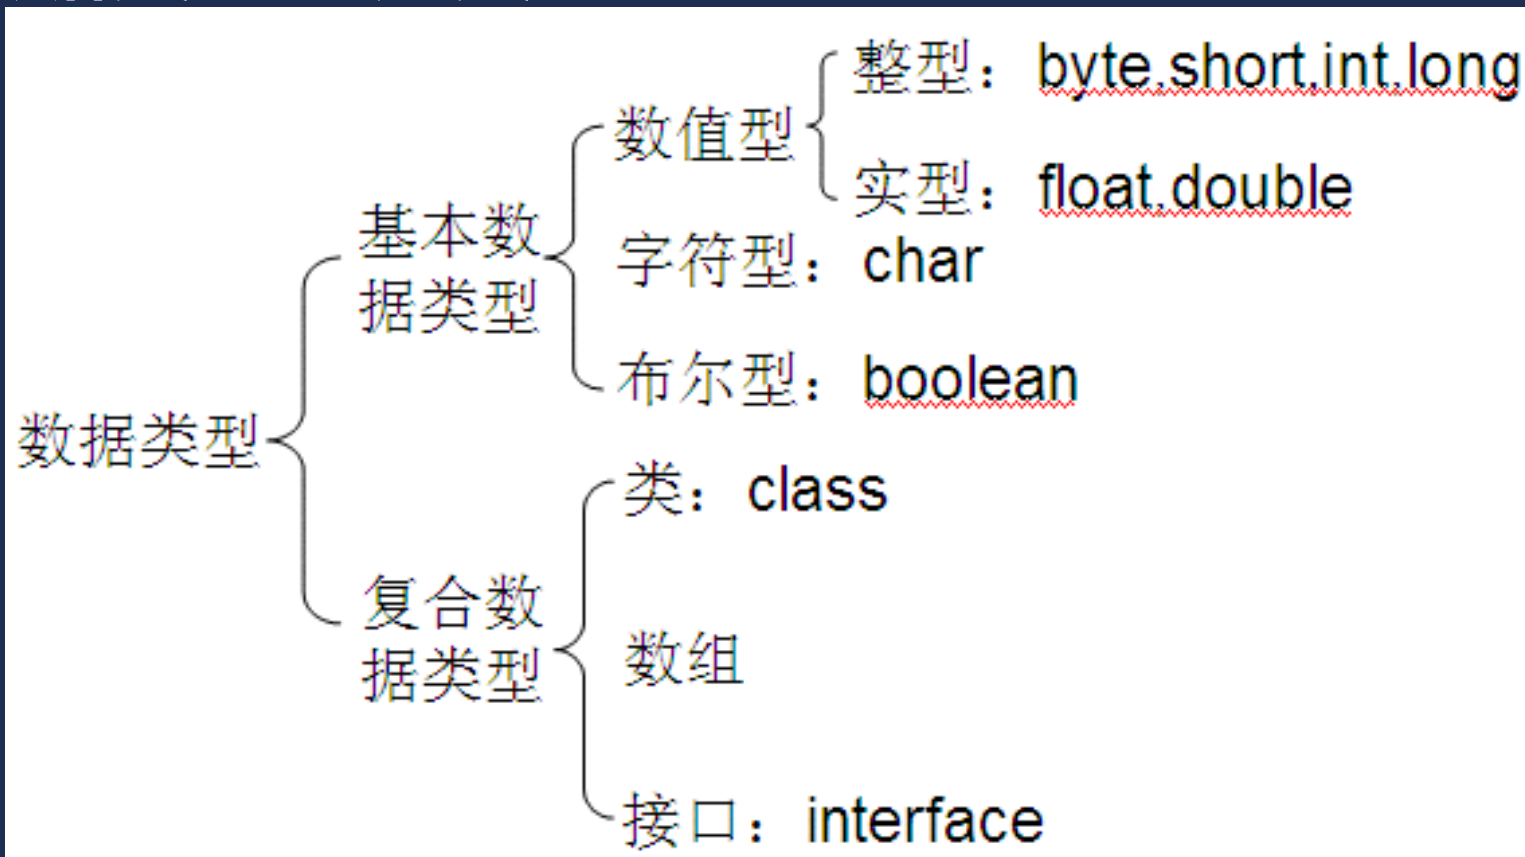 整型：byte,short,int,long
数值型
实型：float,double
基本数
据类型
字符型：char
布尔型：boolean
数据类型
类：class
复合数
据类型
数组
接口：interface